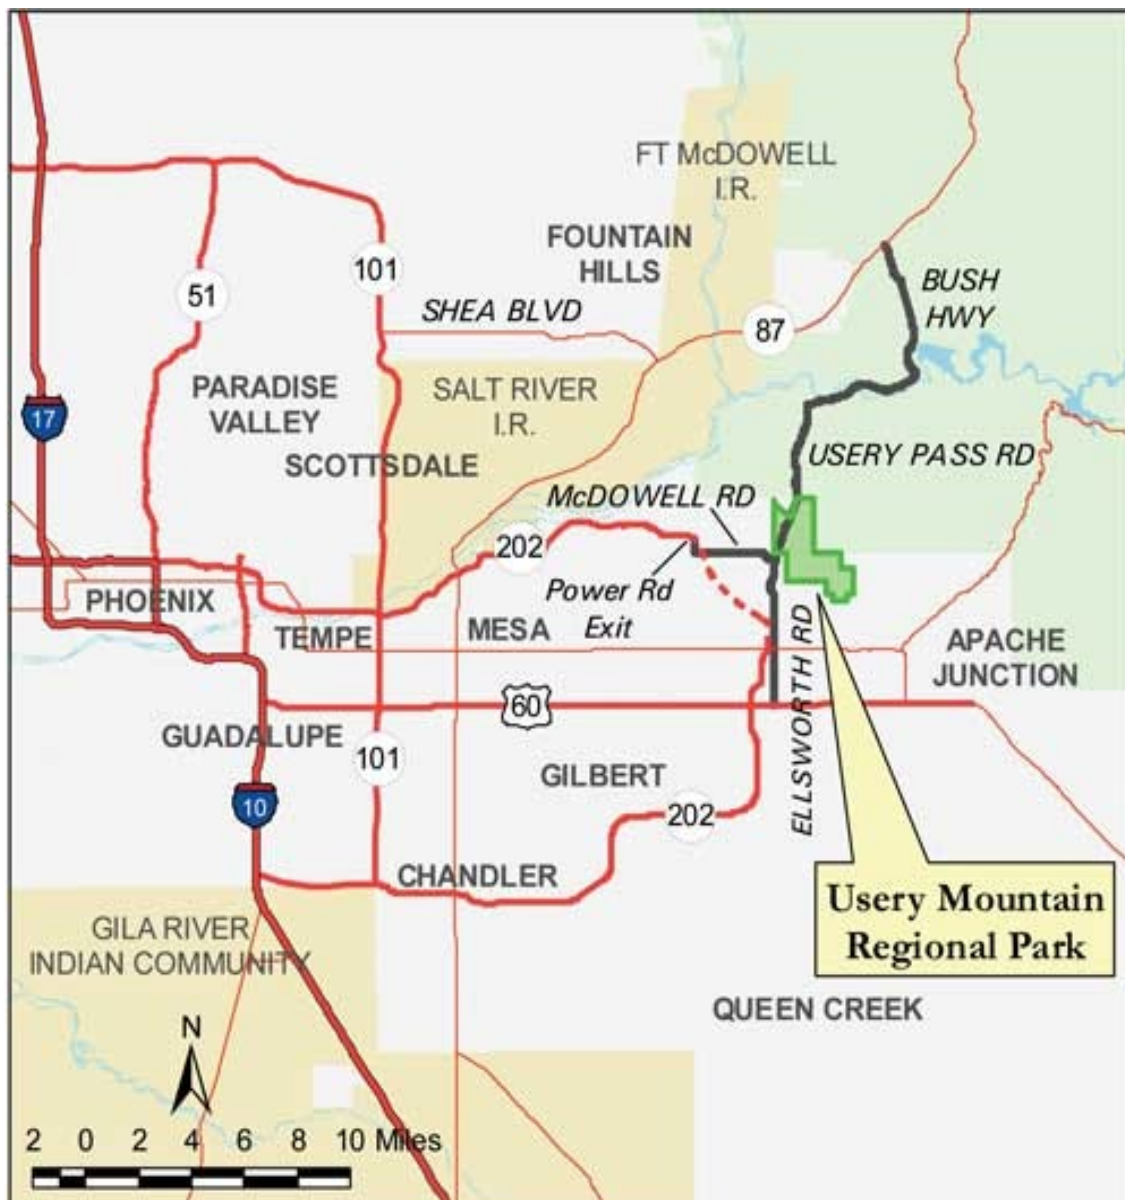 FT McDOWELL
I.R.
FOUNTAIN
HILLS
BUSH
HWY
101
51
SHEA BLVD
87
PARADISE
VALLEY
SALT RIVER
I.R.
17
SCOTTSDALE
USERY PASS RD
McDOWELL RD
202
Power Rd
Exit
PHOENIX
TEMPE
MESA
ELLSWORTH RD
APACHE
JUNCTION
60
GUADALUPE
101
GILBERT
10
202
CHANDLER
Usery Mountain
Regional Park
GILA RIVER
INDIAN COMMUNITY
QUEEN CREEK
N
2 0 2 4 6 8 10 Miles